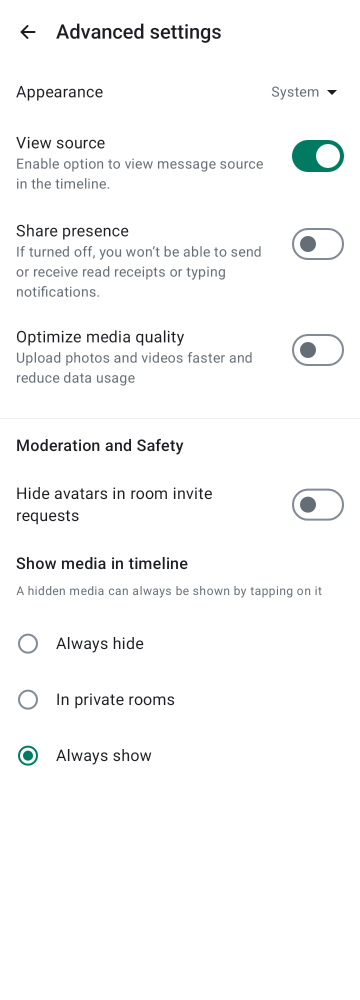 Advanced settings
Appearance
System
View source
Enable option to view message source
in the timeline.
Share presence
If turned off, you won’t be able to send
or receive read receipts or typing
notifications.
Optimize media quality
Upload photos and videos faster and
reduce data usage
Moderation and Safety
Hide avatars in room invite
requests
Show media in timeline
A hidden media can always be shown by tapping on it
Always hide
In private rooms
Always show